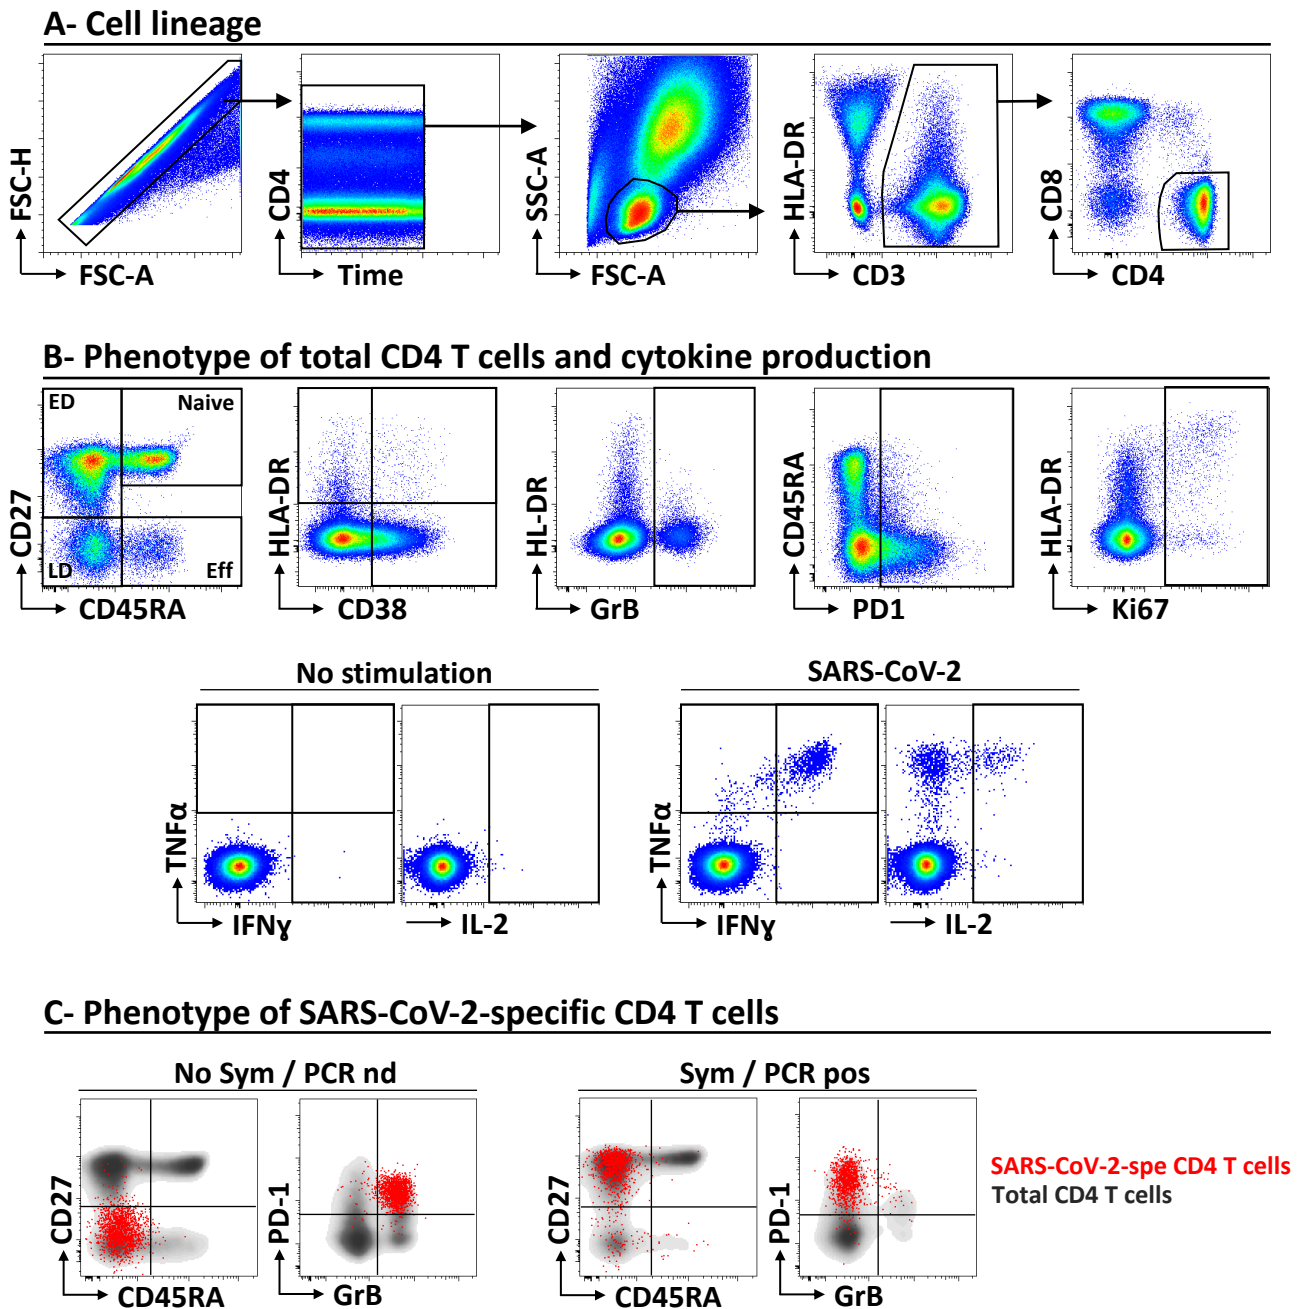 A- Cell lineage
FSC-H
FSC-A
CD4
Time
SSC-A
FSC-A
HLA-DR
CD3
CD8
CD4
B- Phenotype of total CD4 T cells and cytokine production
ED
Naive
LD
Eff
CD27
CD45RA
HLA-DR
CD38
HL-DR
GrB
CD45RA
PD1
HLA-DR
Ki67
No stimulation
SARS-CoV-2
TNFα
IFNɣ
IL-2
TNFα
IFNɣ
IL-2
C- Phenotype of SARS-CoV-2-specific CD4 T cells
No Sym / PCR nd
Sym / PCR pos
CD27
CD45RA
PD-1
GrB
CD27
CD45RA
PD-1
GrB
SARS-CoV-2-spe CD4 T cells
Total CD4 T cells